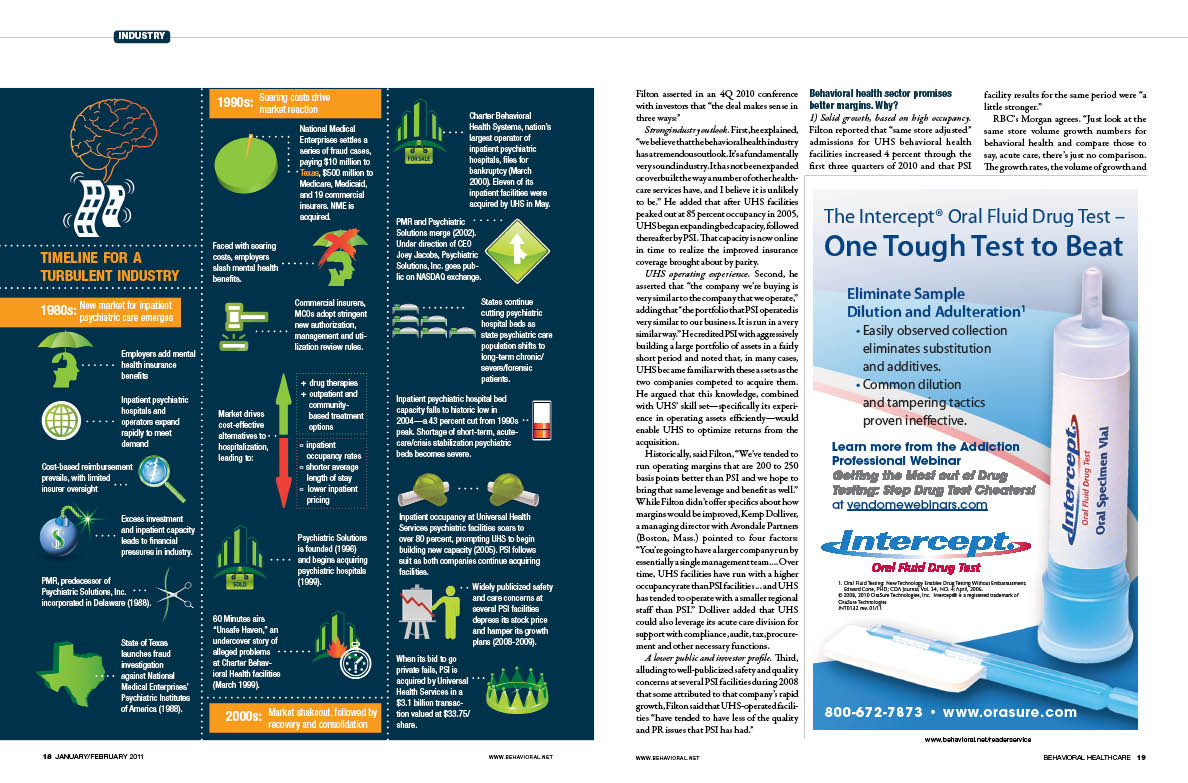 INDUSTRY
TIMELINE FOR A
TURBULENT INDUSTRY
1980s: New market for inpatient
psychiatric care emerges
Employers add mental
health insurance
benefits
Inpatient psychiatric
hospitals and
operators expand
rapidly to meet
demand
Cost-based reimbursement
prevails, with limited
insurer oversight
Excess investment
and inpatient capacity
leads to financial
pressures in industry.
PMR, predecessor of
Psychiatric Solutions, Inc.
incorporated in Delaware (1988).
State of Texas
launches fraud
investigation
against National
Medical Enterprises'
Psychiatric Institutes
of America (1988).
1990s: Soaring costs drive
market reaction
National Medical
Enterprises settles a
series of fraud cases,
paying $10 million to
Texas, $500 million to
Medicare, Medicaid,
and 19 commercial
insurers. NME is
acquired.
Faced with soaring
costs, employers
slash mental health
benefits.
Commercial insurers,
MCOs adopt stringent
new authorization,
management and uti-
lization review rules.
Market drives
cost-effective
alternatives to
hospitalization,
leading to:
+ drug therapies
+ outpatient and
community-
based treatment
options
inpatient
occupancy rates
shorter average
length of stay
lower inpatient
pricing
SOLD
Psychiatric Solutions
is founded (1996)
and begins acquiring
psychiatric hospitals
(1999).
60 Minutes airs
"Unsafe Haven," an
undercover story of
alleged problems
at Charter Behav-
ioral Health facilities
(March 1999).
2000s: Market shakeout, followed by
recovery and consolidation
FOR SALE
Charter Behavioral
Health Systems, nation's
largest operator of
inpatient psychiatric
hospitals, files for
bankruptcy (March
2000). Eleven of its
inpatient facilities were
acquired by UHS in May.
PMR and Psychiatric
Solutions merge (2002).
Under direction of CEO
Joey Jacobs, Psychiatric
Solutions, Inc. goes pub-
lic on NASDAQ exchange.
States continue
cutting psychiatric
hospital beds as
state psychiatric care
population shifts to
long-term chronic/
severe/forensic
patients.
Inpatient psychiatric hospital bed
capacity falls to historic low in
2004—a 43 percent cut from 1990s
peak. Shortage of short-term, acute-
care/crisis stabilization psychiatric
beds becomes severe.
Inpatient occupancy at Universal Health
Services psychiatric facilities soars to
over 80 percent, prompting UHS to begin
building new capacity (2005). PSI follows
suit as both companies continue acquiring
facilities.
Widely publicized safety
and care concerns at
several PSI facilities
depress its stock price
and hamper its growth
plans (2008-2009).
When its bid to go
private fails, PSI is
acquired by Universal
Health Services in a
$3.1 billion transac-
tion valued at $33.75/
share.
18 JANUARY/FEBRUARY 2011
WWW.BEHAVIORAL.NET
Filton asserted in an 4Q 2010 conference
with investors that "the deal makes sense in
three ways:"
Strong industry outlook. First, he explained,
"we believe that the behavioral health industry
has a tremendous outlook. It's a fundamentally
very sound industry. It has not been expanded
or overbuilt the way a number of other health-
care services have, and I believe it is unlikely
to be." He added that after UHS facilities
peaked out at 85 percent occupancy in 2005,
UHS began expanding bed capacity, followed
thereafter by PSI. That capacity is now online
in time to realize the improved insurance
coverage brought about by parity.
UHS operating experience. Second, he
asserted that "the company we're buying is
very similar to the company that we operate,"
adding that "the portfolio that PSI operated is
very similar to our business. It is run in a very
similar way." He credited PSI with aggressively
building a large portfolio of assets in a fairly
short period and noted that, in many cases,
UHS became familiar with these assets as the
two companies competed to acquire them.
He argued that this knowledge, combined
with UHS' skill set—specifically its experi-
ence in operating assets efficiently—would
enable UHS to optimize returns from the
acquisition.
Historically, said Filton, "We've tended to
run operating margins that are 200 to 250
basis points better than PSI and we hope to
bring that same leverage and benefit as well."
While Filton didn't offer specifics about how
margins would be improved, Kemp Dolliver,
a managing director with Avondale Partners
(Boston, Mass.) pointed to four factors:
"You're going to have a larger company run by
essentially a single management team.... Over
time, UHS facilities have run with a higher
occupancy rate than PSI facilities ... and UHS
has tended to operate with a smaller regional
staff than PSI." Dolliver added that UHS
could also leverage its acute care division for
support with compliance, audit, tax, procure-
ment and other necessary functions.
A lower public and investor profile. Third,
alluding to well-publicized safety and quality
concerns at several PSI facilities during 2008
that some attributed to that company's rapid
growth, Filton said that UHS-operated facili-
ties "have tended to have less of the quality
and PR issues that PSI has had."
Behavioral health sector promises
better margins. Why?
1) Solid growth, based on high occupancy.
Filton reported that "same store adjusted"
admissions for UHS behavioral health
facilities increased 4 percent through the
first three quarters of 2010 and that PSI
facility results for the same period were "a
little stronger."
RBC's Morgan agrees. "Just look at the
same store volume growth numbers for
behavioral health and compare those to
say, acute care, there's just no comparison.
The growth rates, the volume of growth and
The Intercept® Oral Fluid Drug Test –
One Tough Test to Beat
Eliminate Sample
Dilution and Adulteration1
• Easily observed collection
eliminates substitution
and additives.
• Common dilution
and tampering tactics
proven ineffective.
Learn more from the Addiction
Professional Webinar
Getting the Most out of Drug
Testing: Stop Drug Test Cheaters!
at vendomewebinars.com
Intercept®
Oral Fluid Drug Test
1. Oral Fluid Testing: New Technology Enables Drug Testing Without Embarrassment,
Edward Cone, PHD; CDA Journal, Vol. 34, NO. 4; April, 2006.
© 2008, 2010 OraSure Technologies, Inc. Intercept® is a registered trademark of
OraSure Technologies
INT0132 rev. 01/11
Intercept
Oral Fluid Drug Test
Oral Specimen Vial
800-672-7873 • www.orasure.com
www.behavioral.net/readerservice
WWW.BEHAVIORAL.NET
BEHAVIORAL HEALTHCARE 19